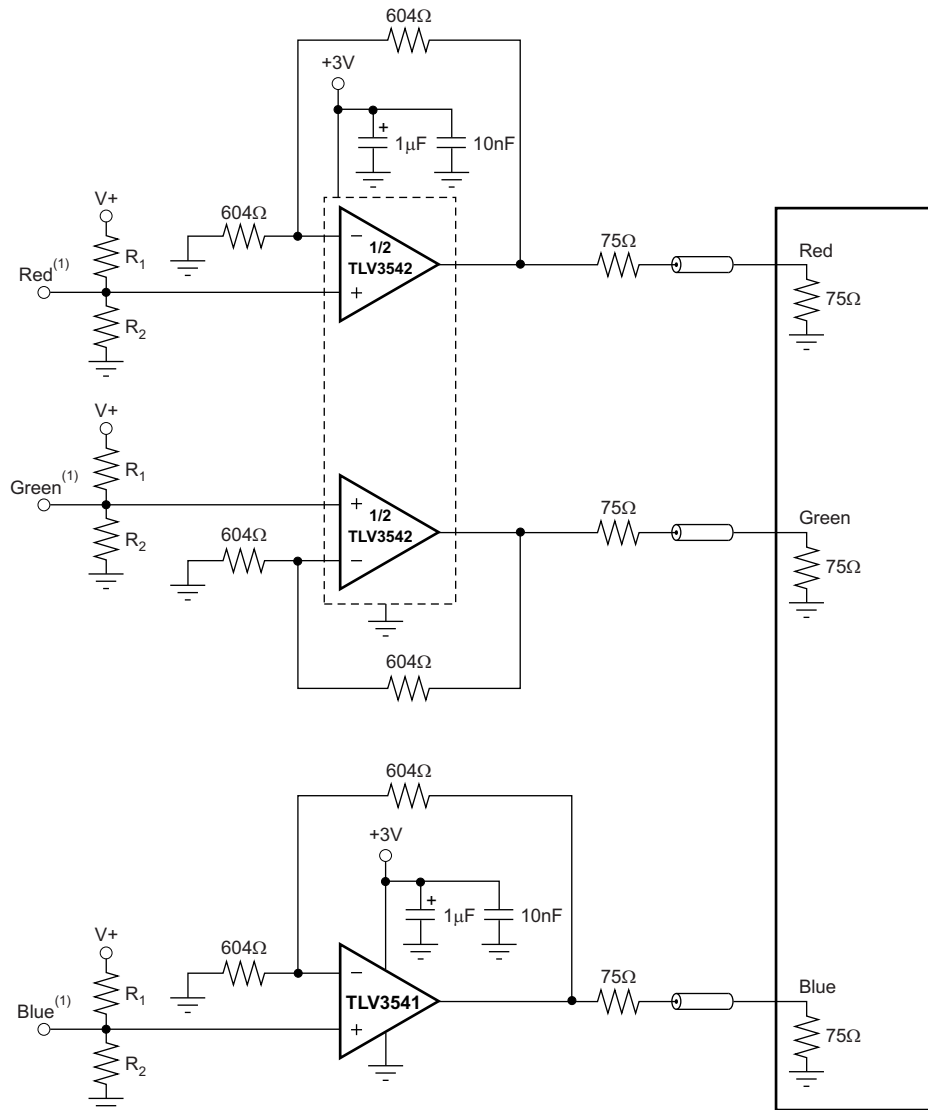 604Ω
+3V
+
1μF
10nF
V+
604Ω
R1
Red(1)
R2
−
1/2
TLV3542
+
75Ω
Red
75Ω
V+
R1
Green(1)
R2
+
1/2
TLV3542
−
604Ω
75Ω
Green
75Ω
604Ω
604Ω
+3V
+
1μF
10nF
V+
604Ω
R1
Blue(1)
R2
−
TLV3541
+
75Ω
Blue
75Ω